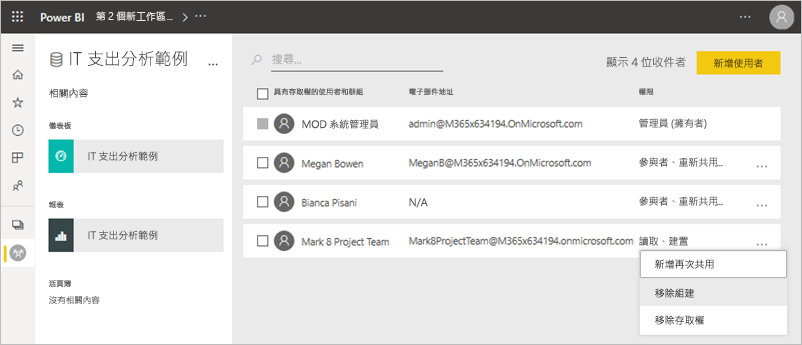 Power BI 第 2 個新工作區... > ...
IT 支出分析範例 ...
相關內容
儀表板
IT 支出分析範例
報表
IT 支出分析範例
活頁簿
沒有相關內容
搜尋...
顯示 4 位收件者
新增使用者
具有存取權的使用者和群組 電子郵件地址 權限
MOD 系統管理員 admin@M365x634194.OnMicrosoft.com 管理員 (擁有者)
Megan Bowen MeganB@M365x634194.OnMicrosoft.com 參與者、重新共用... ...
Bianca Pisani N/A 參與者、重新共用... ...
Mark 8 Project Team Mark8ProjectTeam@M365x634194.onmicrosoft.com 讀取、建置 ...
新增再次共用
移除組建
移除存取權